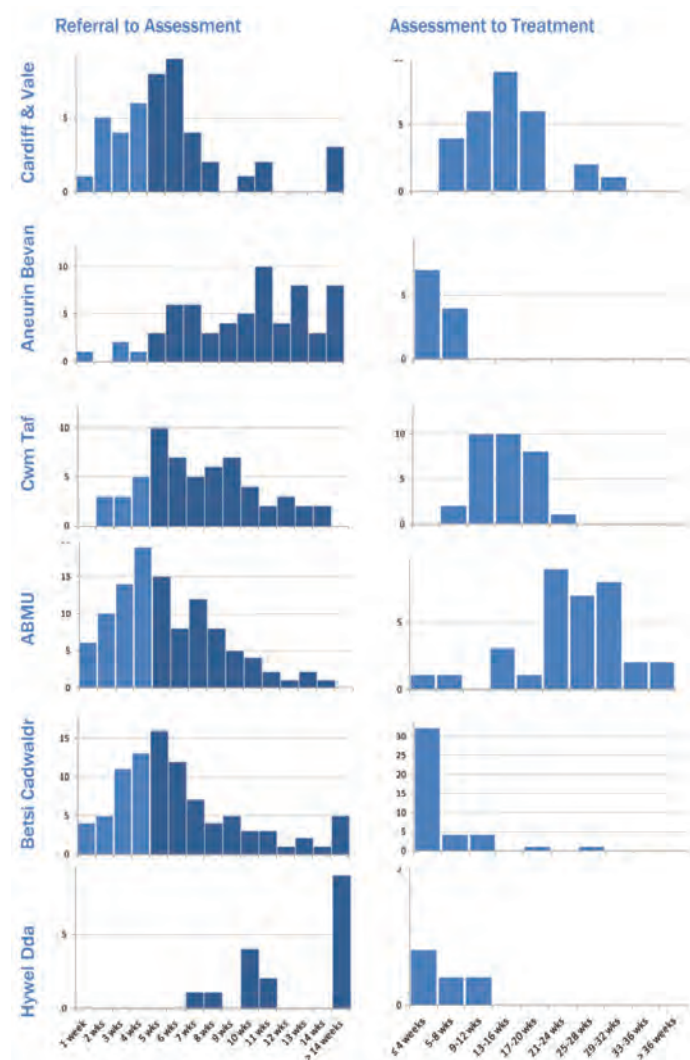 Referral to Assessment
Assessment to Treatment
Cardiff & Vale
5
0
5
0
Aneurin Bevan
10
5
0
5
0
Cwm Taf
10
5
0
10
5
0
ABMU
15
10
5
0
5
0
Betsi Cadwaldr
15
10
5
0
30
25
20
15
10
5
0
Hywel Dda
5
0
0
1 week
2 wks
3 wks
4 wks
5 wks
6 wks
7 wks
8 wks
9 wks
10 wks
11 wks
12 wks
13 wks
14 wks
> 14 weeks
≤ 4 wks
5-8 wks
9-12 wks
13-16 wks
17-20 wks
21-24 wks
25-28 wks
29-32 wks
33-36 wks
>36 weeks